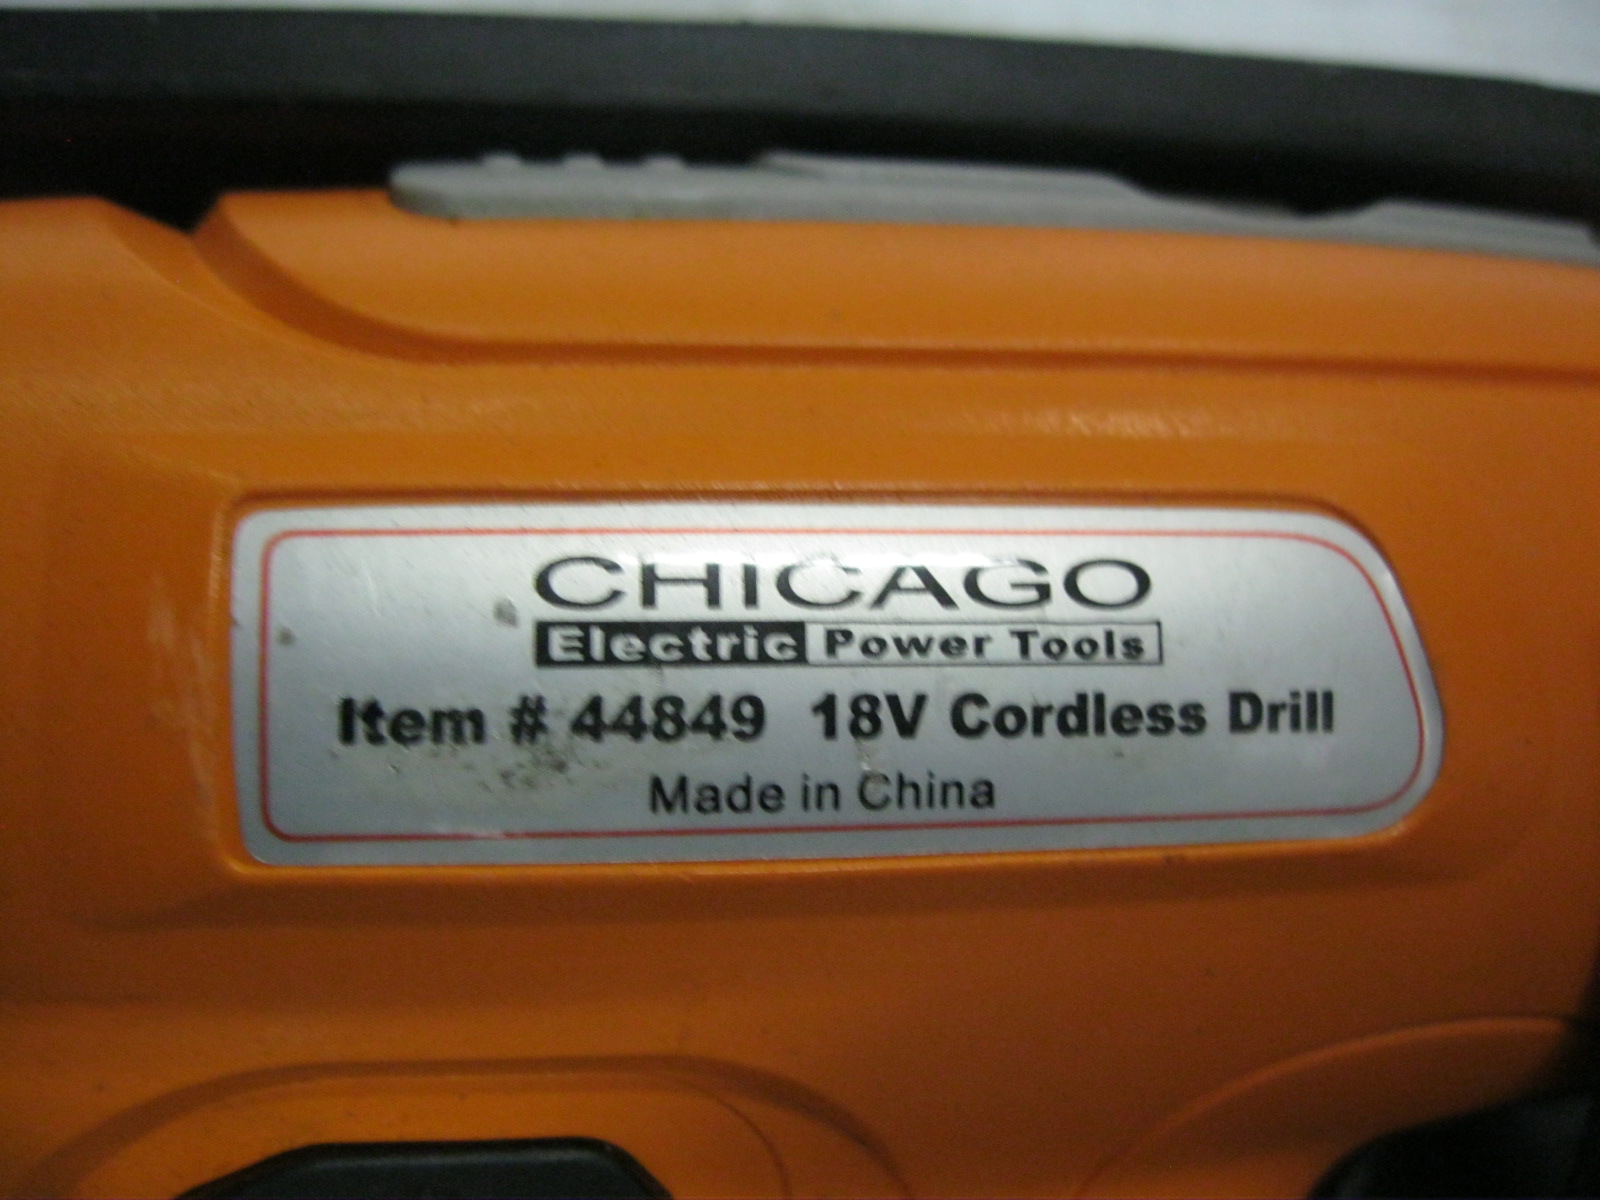 CHICAGO
Electric Power Tools
Item # 44849 18V Cordless Drill
Made in China